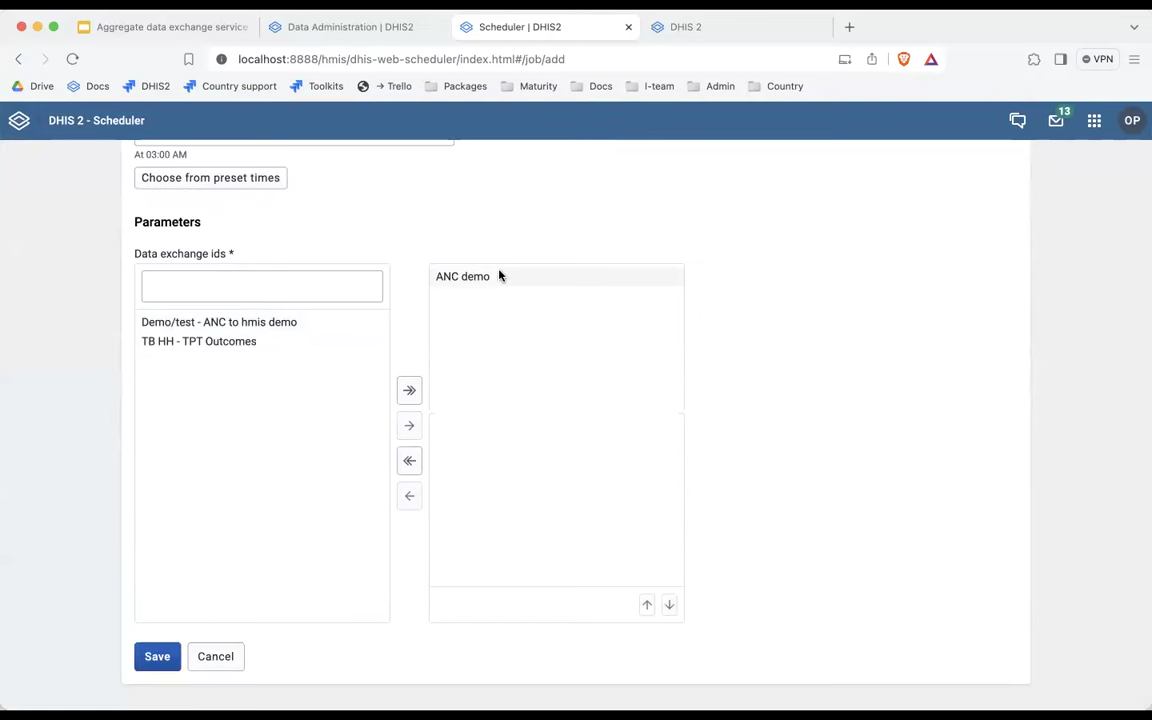 Aggregate data exchange service
Data Administration | DHIS2
Scheduler | DHIS2
DHIS 2
localhost:8888/hmis/dhis-web-scheduler/index.html#/job/add
VPN
Drive
Docs
DHIS2
Country support
Toolkits
→ Trello
Packages
Maturity
Docs
I-team
Admin
Country
DHIS 2 - Scheduler
13
OP
At 03:00 AM
Choose from preset times
Parameters
Data exchange ids *
ANC demo
Demo/test - ANC to hmis demo
TB HH - TPT Outcomes
Save
Cancel